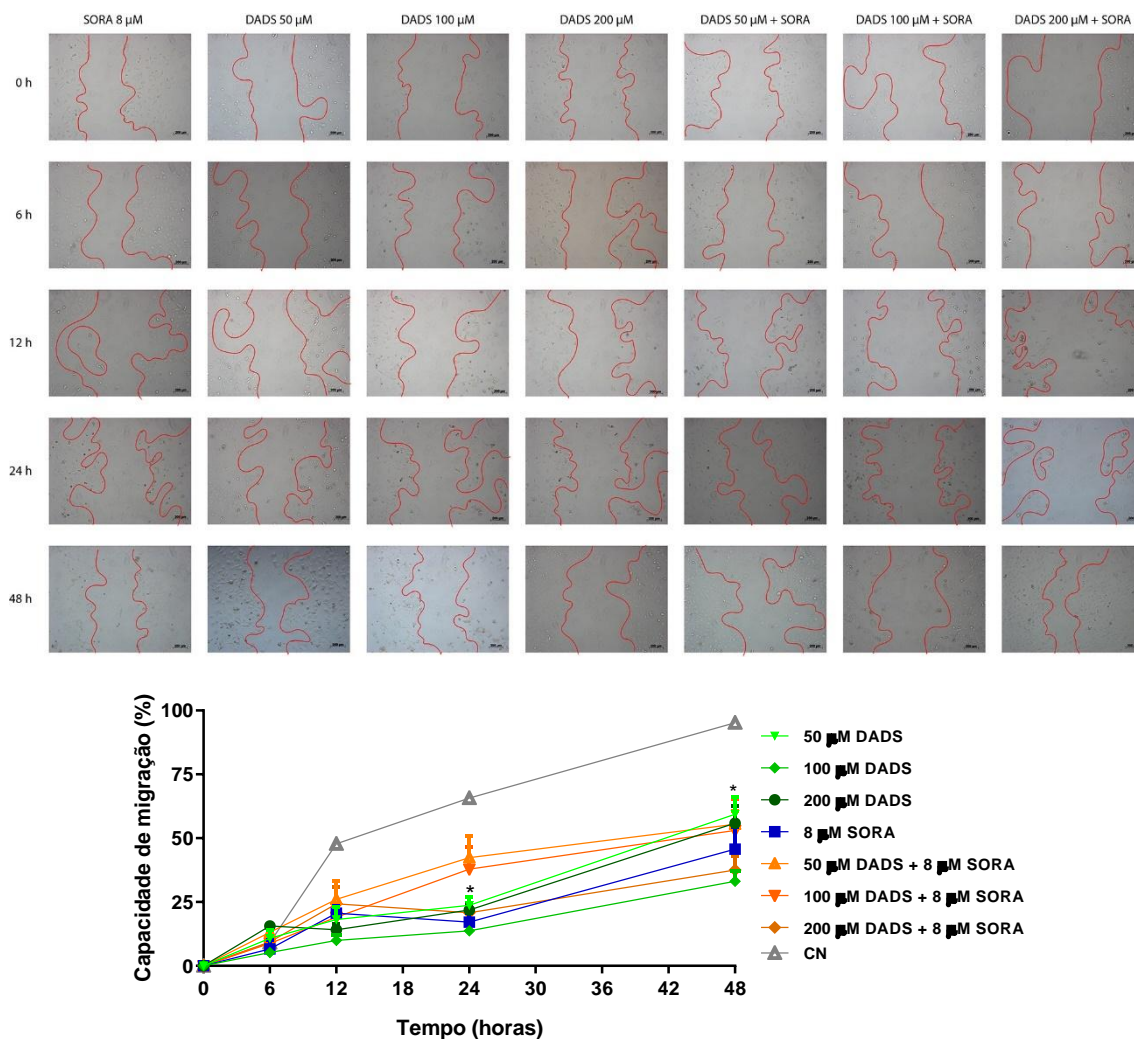 SORA 8 µM DADS 50 µM DADS 100 µM DADS 200 µM DADS 50 µM + SORA DADS 100 µM + SORA DADS 200 µM + SORA
0 h
6 h
12 h
24 h
48 h
Capacidade de migração (%)
100
75
50
25
0
* *
0 6 12 18 24 30 36 42 48
Tempo (horas)
50 µM DADS
100 µM DADS
200 µM DADS
8 µM SORA
50 µM DADS + 8 µM SORA
100 µM DADS + 8 µM SORA
200 µM DADS + 8 µM SORA
CN